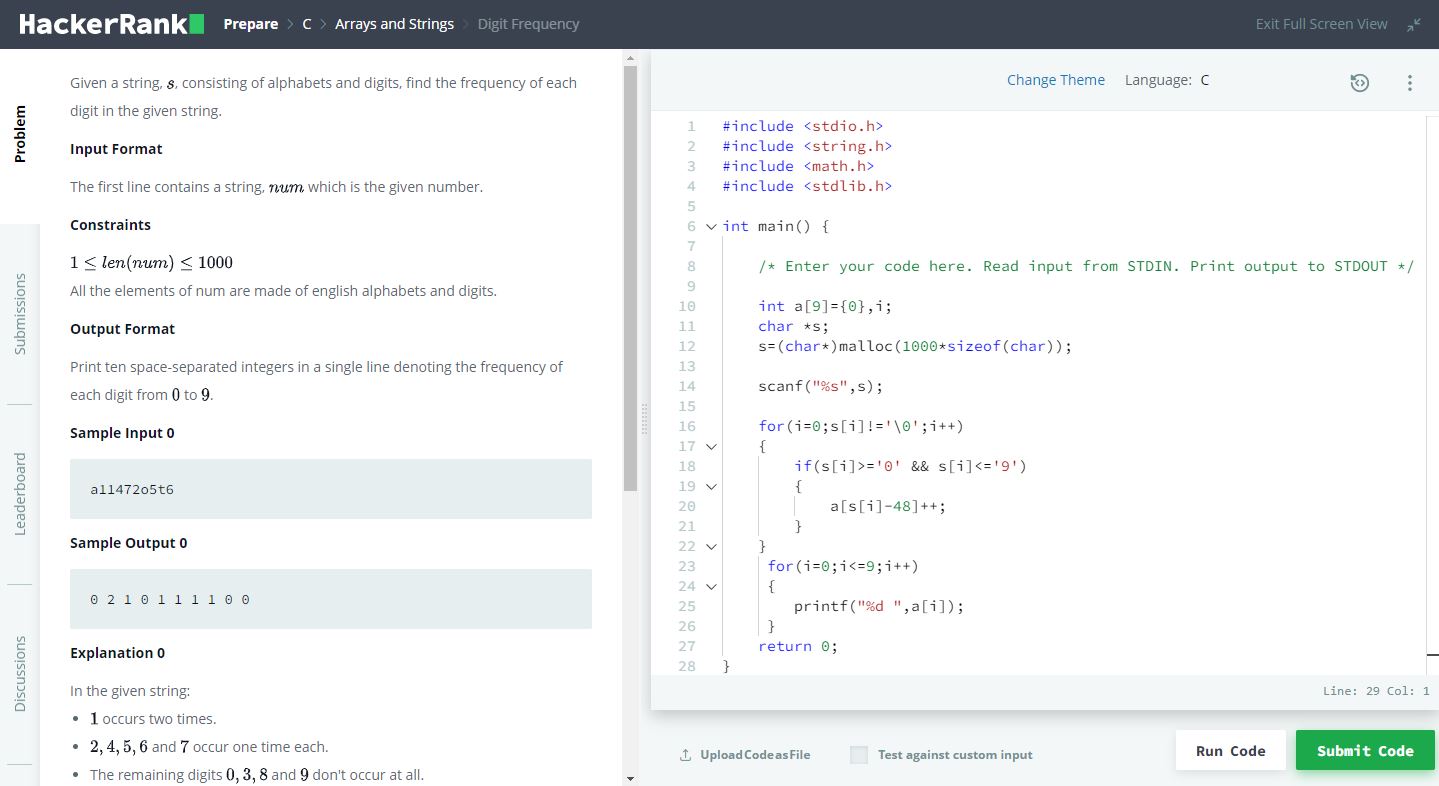 HackerRank Prepare > C > Arrays and Strings > Digit Frequency Exit Full Screen View
Problem
Submissions
Leaderboard
Discussions
Given a string, s, consisting of alphabets and digits, find the frequency of each
digit in the given string.
Input Format
The first line contains a string, num which is the given number.
Constraints
1 ≤ len(num) ≤ 1000
All the elements of num are made of english alphabets and digits.
Output Format
Print ten space-separated integers in a single line denoting the frequency of
each digit from 0 to 9.
Sample Input 0
a11472o5t6
Sample Output 0
0 2 1 0 1 1 1 1 0 0
Explanation 0
In the given string:
• 1 occurs two times.
• 2, 4, 5, 6 and 7 occur one time each.
• The remaining digits 0, 3, 8 and 9 don't occur at all.
Change Theme Language: C
1 #include <stdio.h>
2 #include <string.h>
3 #include <math.h>
4 #include <stdlib.h>
5
6 int main() {
7
8 /* Enter your code here. Read input from STDIN. Print output to STDOUT */
9
10 int a[9]={0},i;
11 char *s;
12 s=(char*)malloc(1000*sizeof(char));
13
14 scanf("%s",s);
15
16 for(i=0;s[i]!='\0';i++)
17 {
18 if(s[i]>='0' && s[i]<='9')
19 {
20 a[s[i]-48]++;
21 }
22 }
23 for(i=0;i<=9;i++)
24 {
25 printf("%d ",a[i]);
26 }
27 return 0;
28 }
Line: 29 Col: 1
Upload Code as File Test against custom input Run Code Submit Code